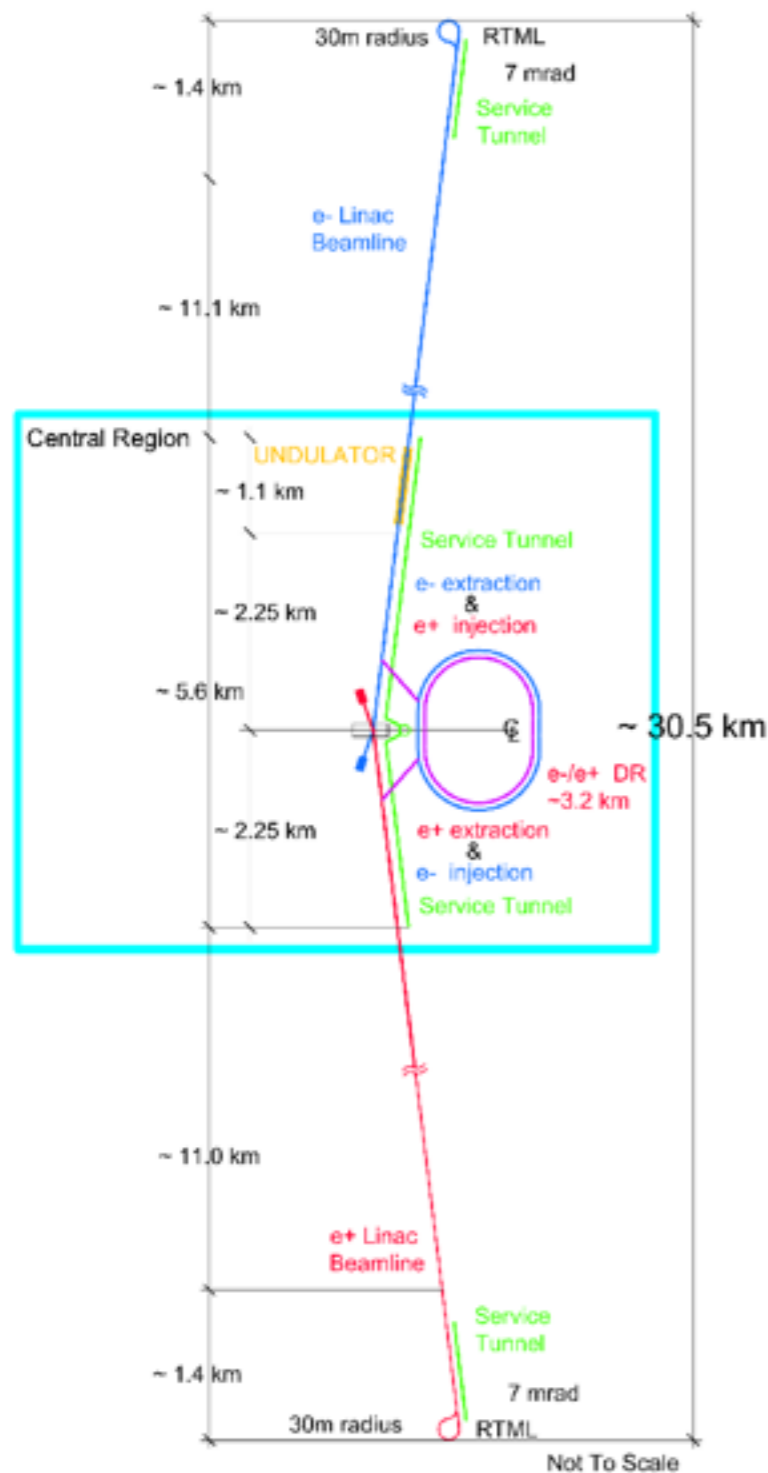 30m radius
RTML
7 mrad
~ 1.4 km
Service
Tunnel
e- Linac
Beamline
~ 11.1 km
Central Region
UNDULATOR
~ 1.1 km
Service Tunnel
e- extraction
&
e+ injection
~ 2.25 km
~ 5.6 km
~ 30.5 km
e-/e+ DR
~3.2 km
~ 2.25 km
e+ extraction
&
e- injection
Service Tunnel
~ 11.0 km
e+ Linac
Beamline
Service
Tunnel
~ 1.4 km
7 mrad
30m radius
RTML
Not To Scale